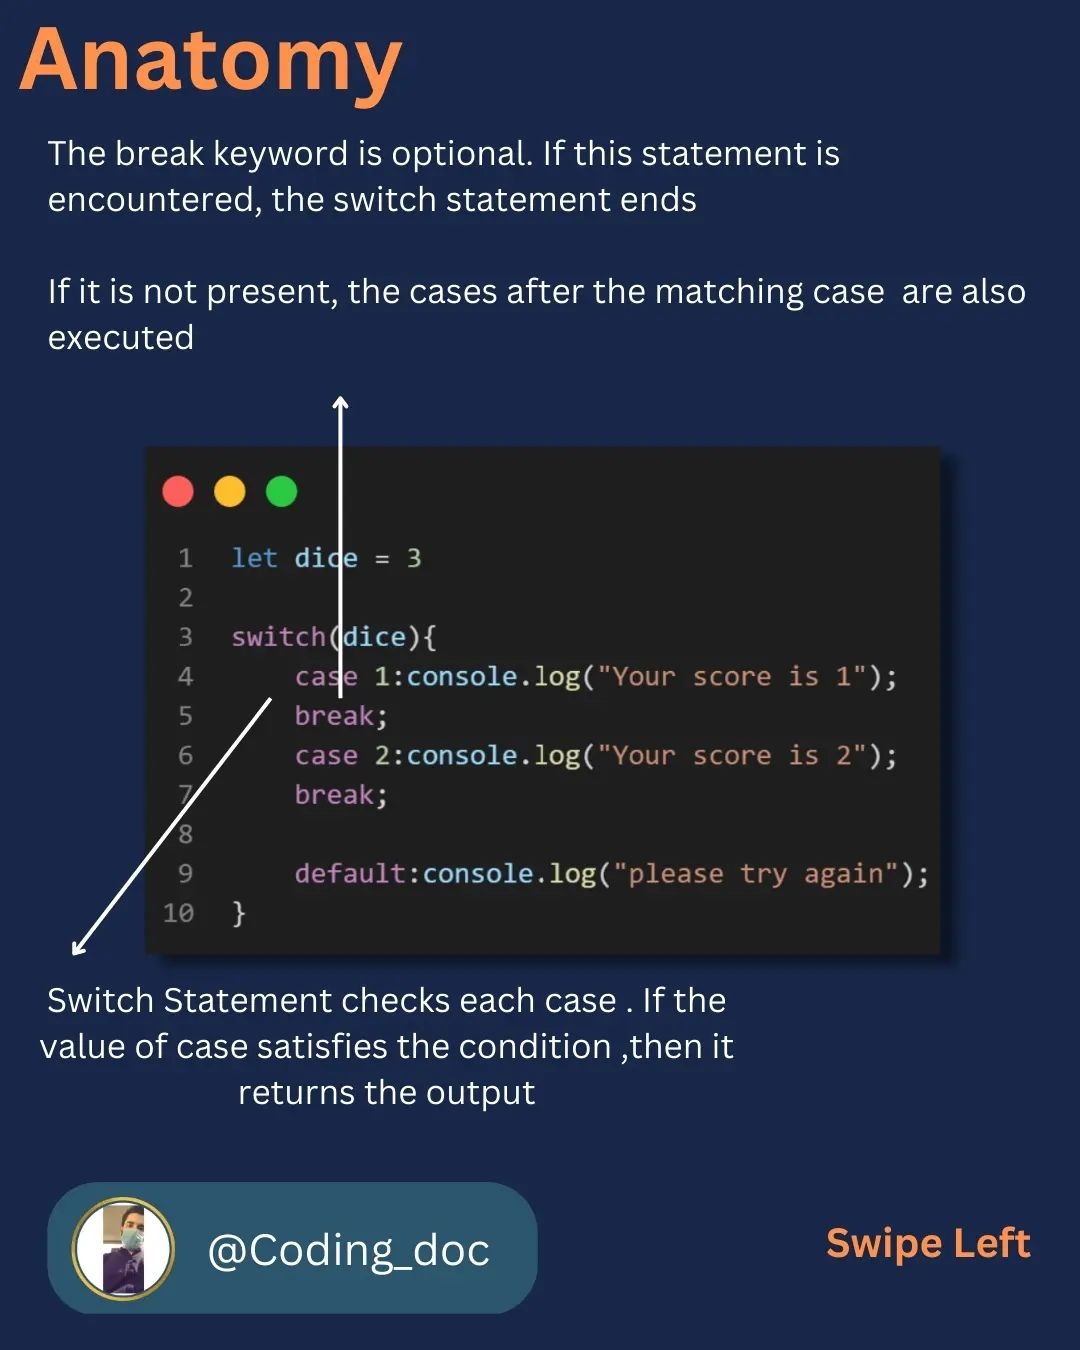 Anatomy
The break keyword is optional. If this statement is
encountered, the switch statement ends
If it is not present, the cases after the matching case  are also
executed
1 let dice = 3
2
3 switch(dice){
4     case 1:console.log("Your score is 1");
5     break;
6     case 2:console.log("Your score is 2");
7     break;
8
9     default:console.log("please try again");
10 }
Switch Statement checks each case . If the
value of case satisfies the condition ,then it
returns the output
@Coding_doc
Swipe Left